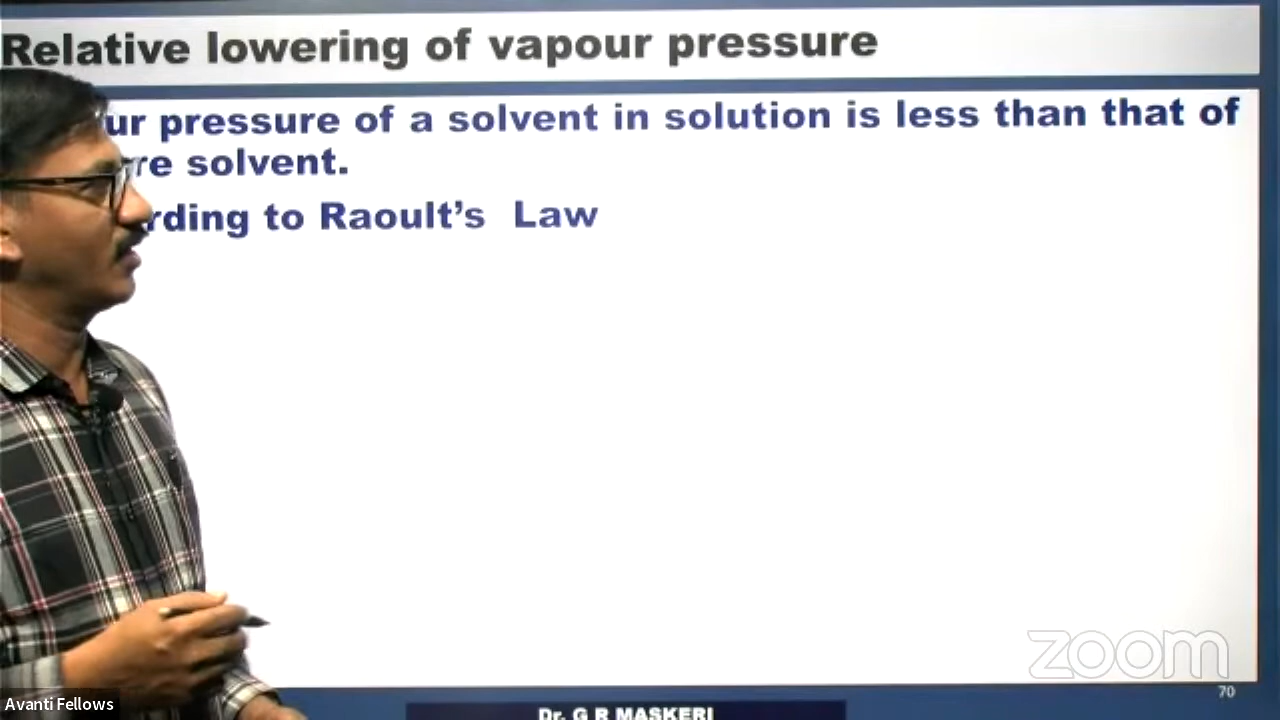 Relative lowering of vapour pressure
ur pressure of a solvent in solution is less than that of
re solvent.
rding to Raoult’s Law
zoom
70
Avanti Fellows
Dr. G R MASKERI